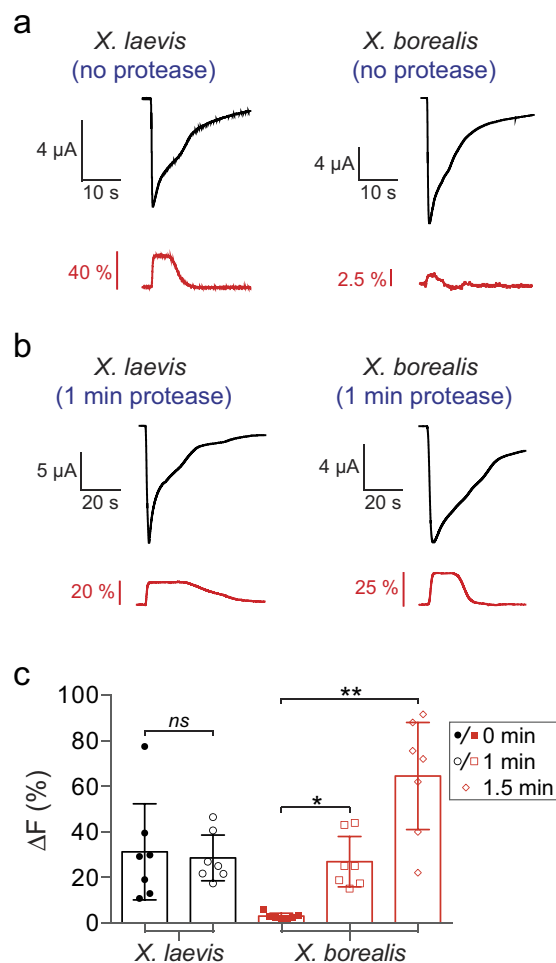 a
X. laevis
(no protease)
X. borealis
(no protease)
4 µA
10 s
4 µA
10 s
40 %
2.5 %
b
X. laevis
(1 min protease)
X. borealis
(1 min protease)
5 µA
20 s
4 µA
20 s
20 %
25 %
c
100
80
60
40
20
0
ΔF (%)
ns
*
**
●/■ 0 min
○/□ 1 min
◇ 1.5 min
X. laevis
X. borealis